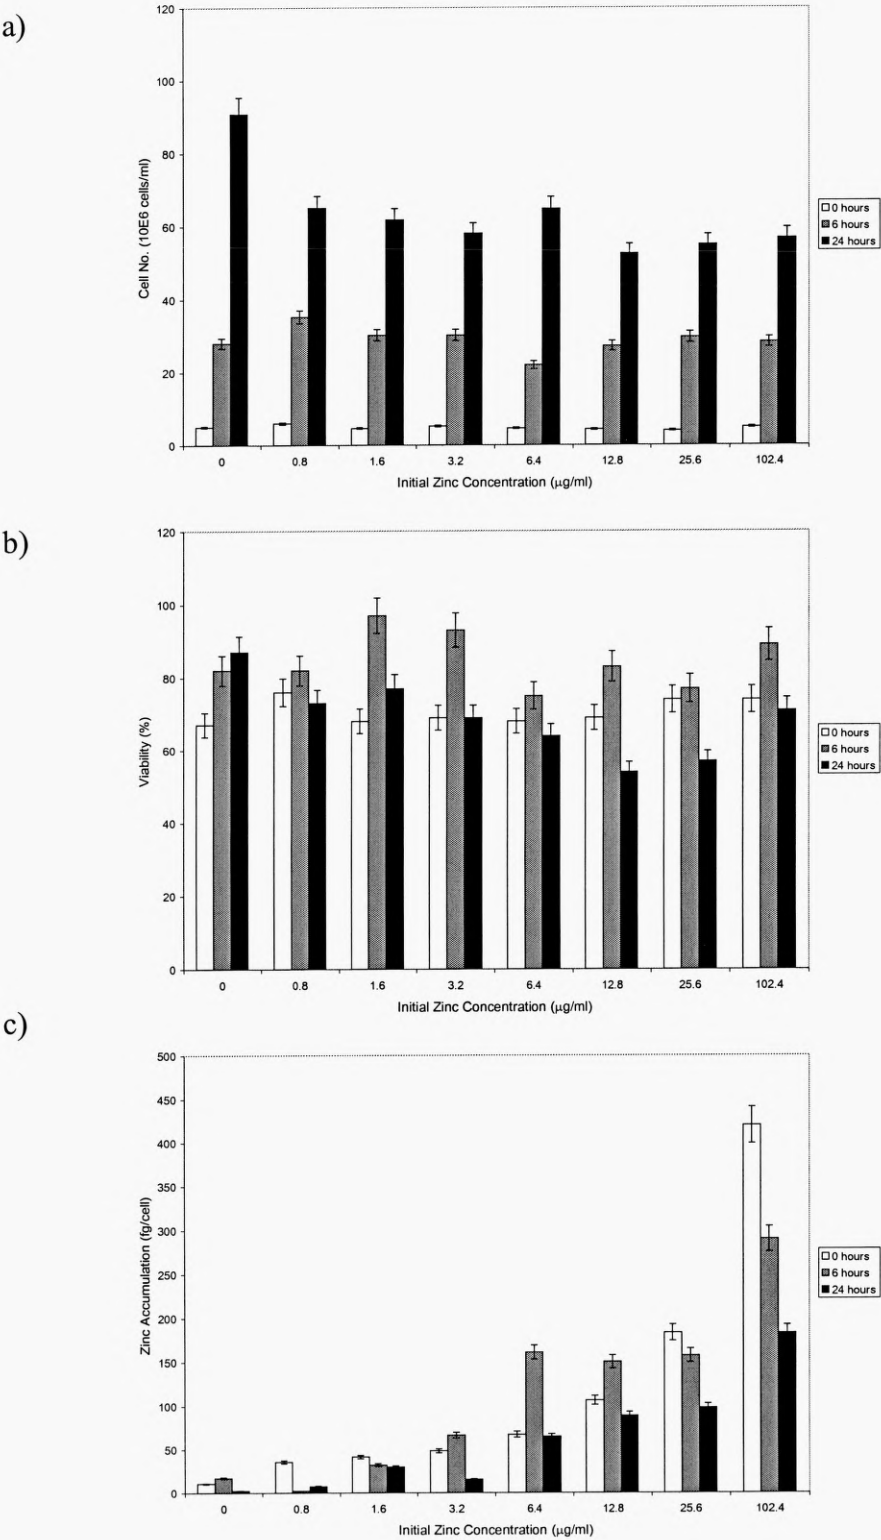 a)
120
100
80
60
40
20
0
Cell No. (10E6 cells/ml)
0 0.8 1.6 3.2 6.4 12.8 25.6 102.4
Initial Zinc Concentration (µg/ml)
0 hours
6 hours
24 hours
b)
120
100
80
60
40
20
0
Viability (%)
0 0.8 1.6 3.2 6.4 12.8 25.6 102.4
Initial Zinc Concentration (µg/ml)
0 hours
6 hours
24 hours
c)
500
450
400
350
300
250
200
150
100
50
0
Zinc Accumulation (fg/cell)
0 0.8 1.6 3.2 6.4 12.8 25.6 102.4
Initial Zinc Concentration (µg/ml)
0 hours
6 hours
24 hours